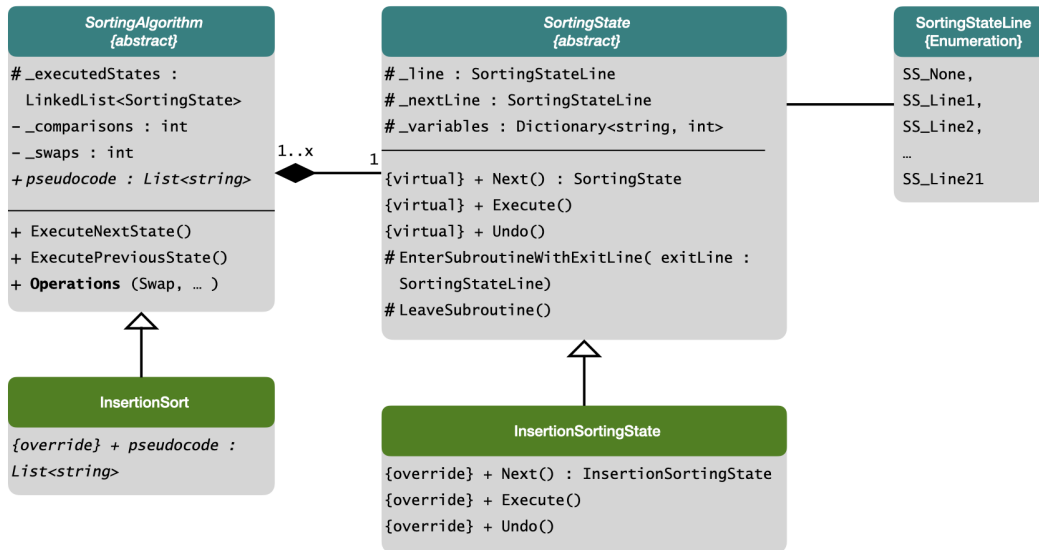 SortingAlgorithm
{abstract}
# _executedStates :
LinkedList<SortingState>
- _comparisons : int
- _swaps : int
+ pseudocode : List<string>
+ ExecuteNextState()
+ ExecutePreviousState()
+ Operations (Swap, … )
1..x
1
SortingState
{abstract}
# _line : SortingStateLine
# _nextLine : SortingStateLine
# _variables : Dictionary<string, int>
{virtual} + Next() : SortingState
{virtual} + Execute()
{virtual} + Undo()
# EnterSubroutineWithExitLine( exitLine :
SortingStateLine)
# LeaveSubroutine()
SortingStateLine
{Enumeration}
SS_None,
SS_Line1,
SS_Line2,
…
SS_Line21
InsertionSort
{override} + pseudocode :
List<string>
InsertionSortingState
{override} + Next() : InsertionSortingState
{override} + Execute()
{override} + Undo()